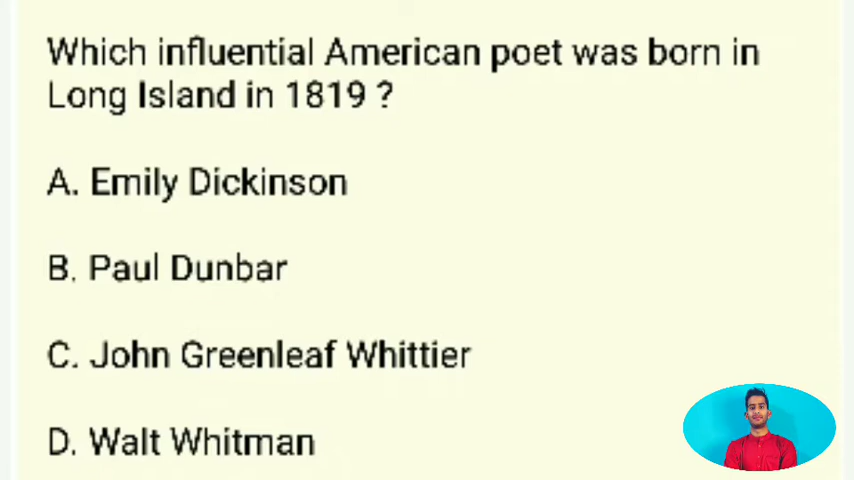 Which influential American poet was born in
Long Island in 1819 ?
A. Emily Dickinson
B. Paul Dunbar
C. John Greenleaf Whittier
D. Walt Whitman